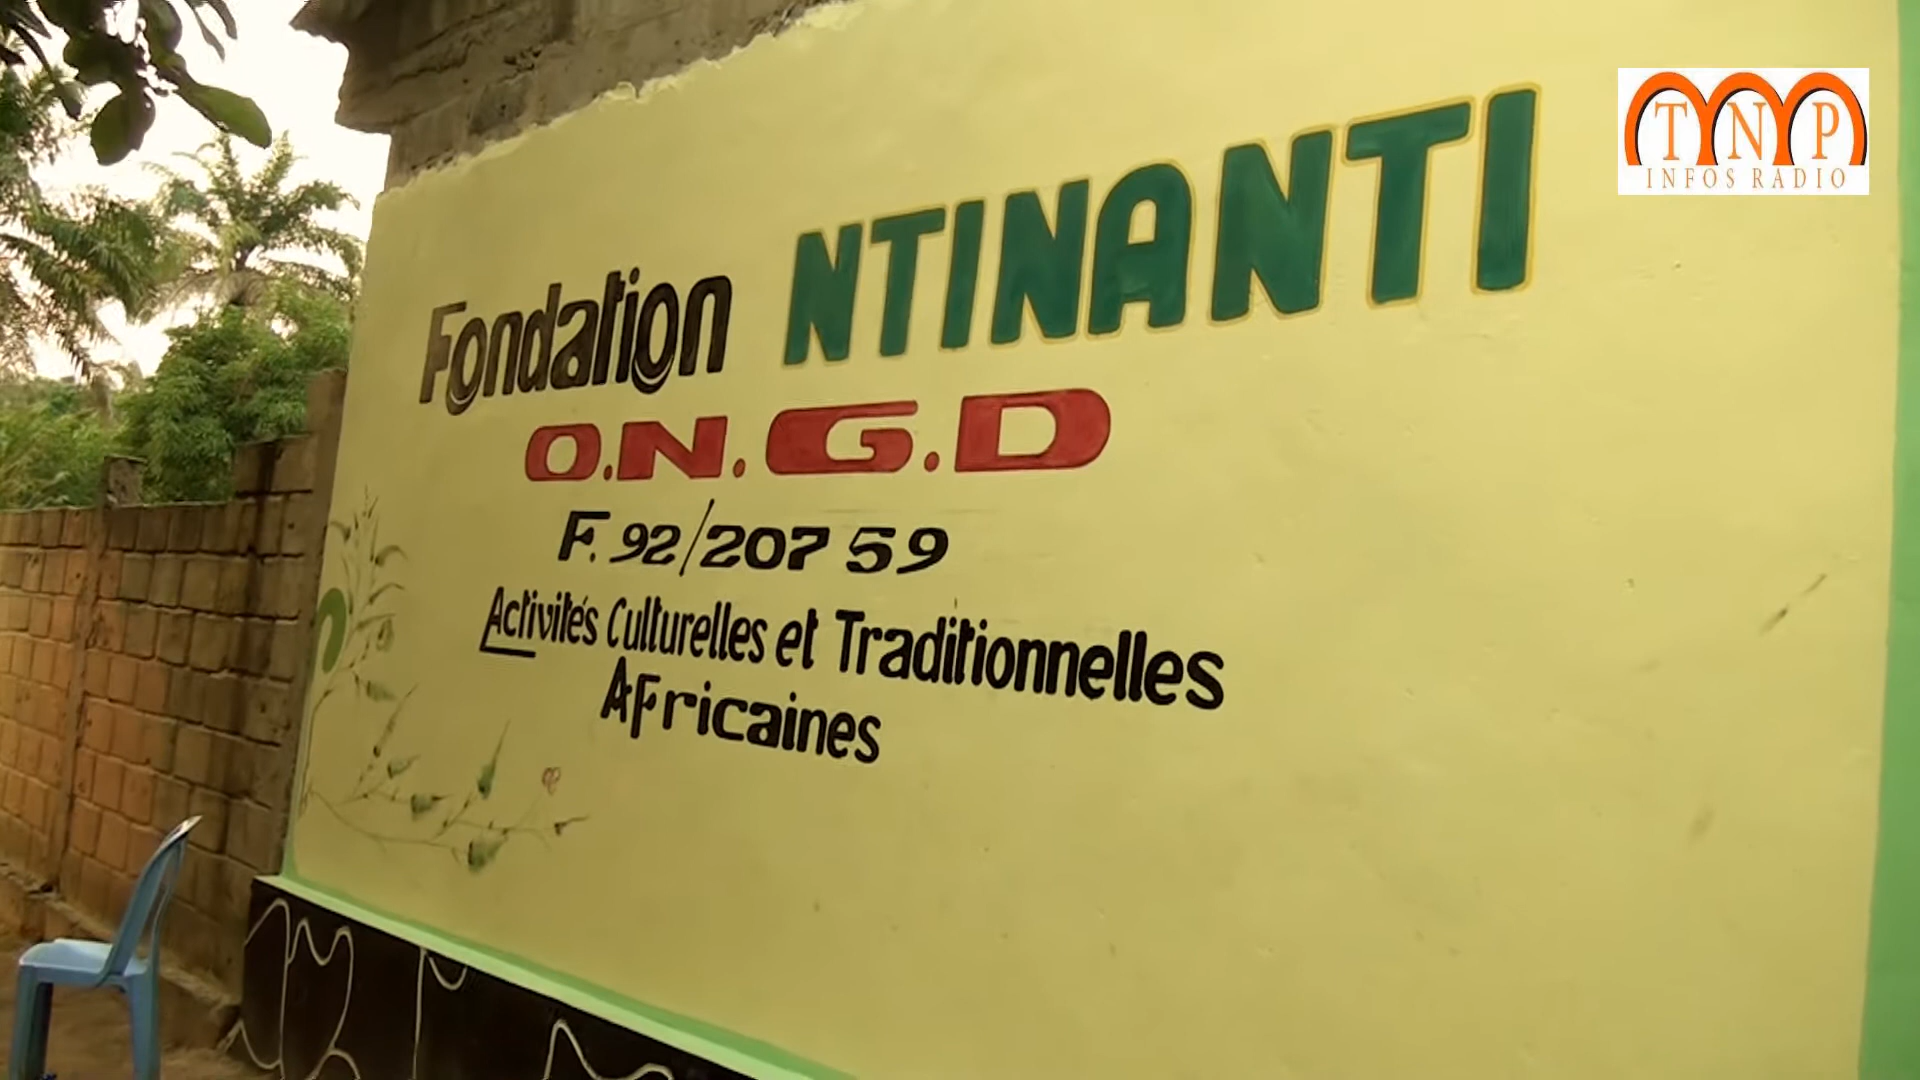 Fondation NTINANTI
O.N.G.D
F. 92/207 59
Activités Culturelles et Traditionnelles
AFricaines
TNP
INFOS RADIO